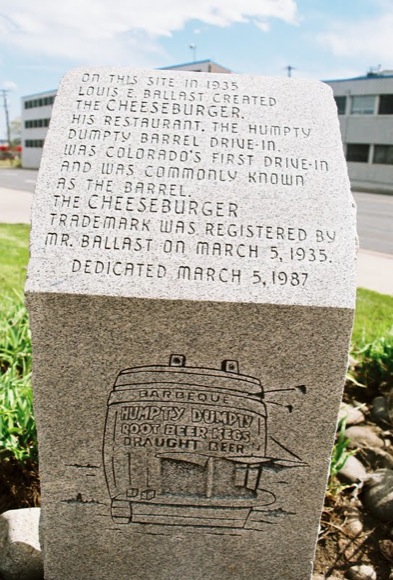 ON THIS SITE IN 1935
LOUIS E. BALLAST CREATED
THE CHEESEBURGER.
HIS RESTAURANT, THE HUMPTY
DUMPTY BARREL DRIVE-IN.
WAS COLORADO'S FIRST DRIVE-IN
AND WAS COMMONLY KNOWN
AS THE BARREL.
THE CHEESEBURGER
TRADEMARK WAS REGISTERED BY
MR. BALLAST ON MARCH 5, 1935.
DEDICATED MARCH 5, 1987
BARBEQUE
HUMPTY DUMPTY
ROOT BEER KEGS
DRAUGHT BEER